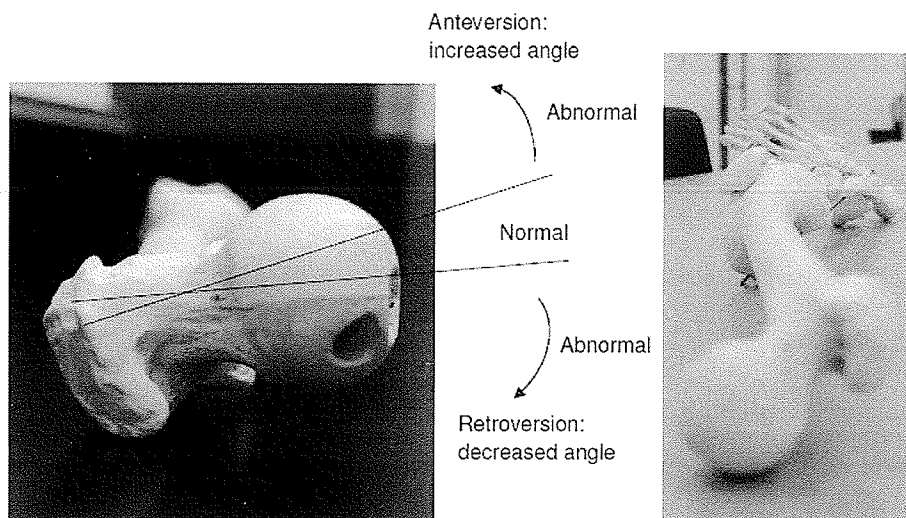 Anteversion:
increased angle
Abnormal
Normal
Abnormal
Retroversion:
decreased angle